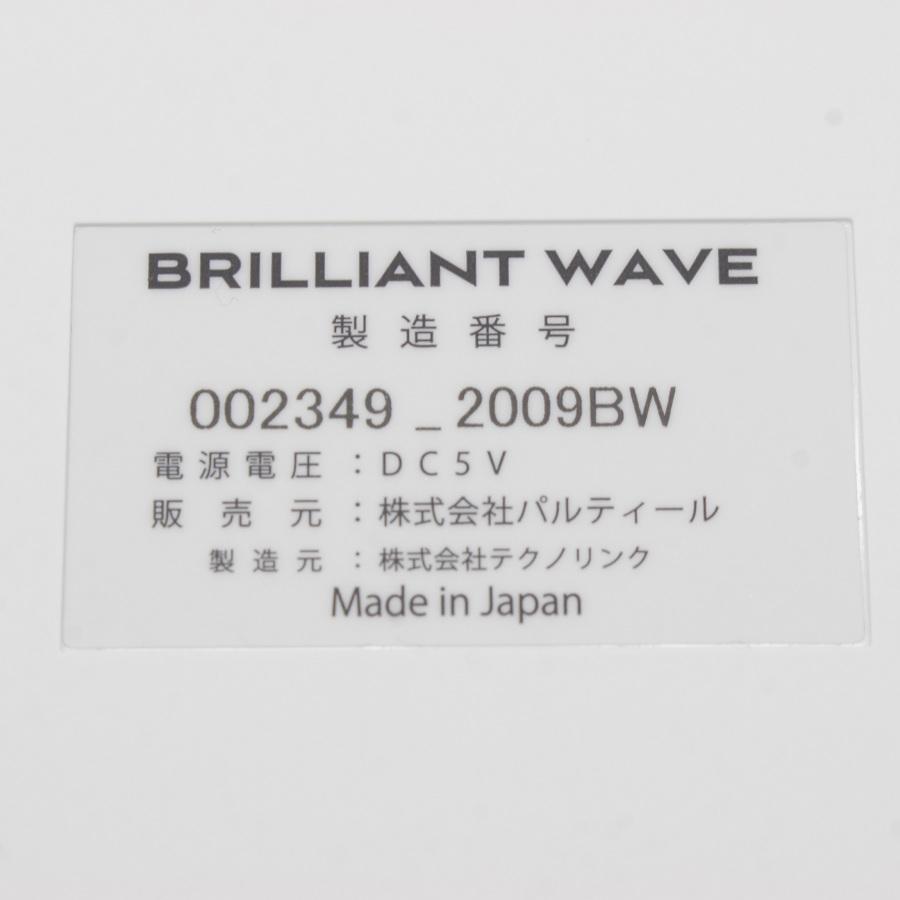 BRILLIANT WAVE
製造番号
002349_2009BW
電源電圧：DC5V
販売元：株式会社パルティール
製造元：株式会社テクノリンク
Made in Japan